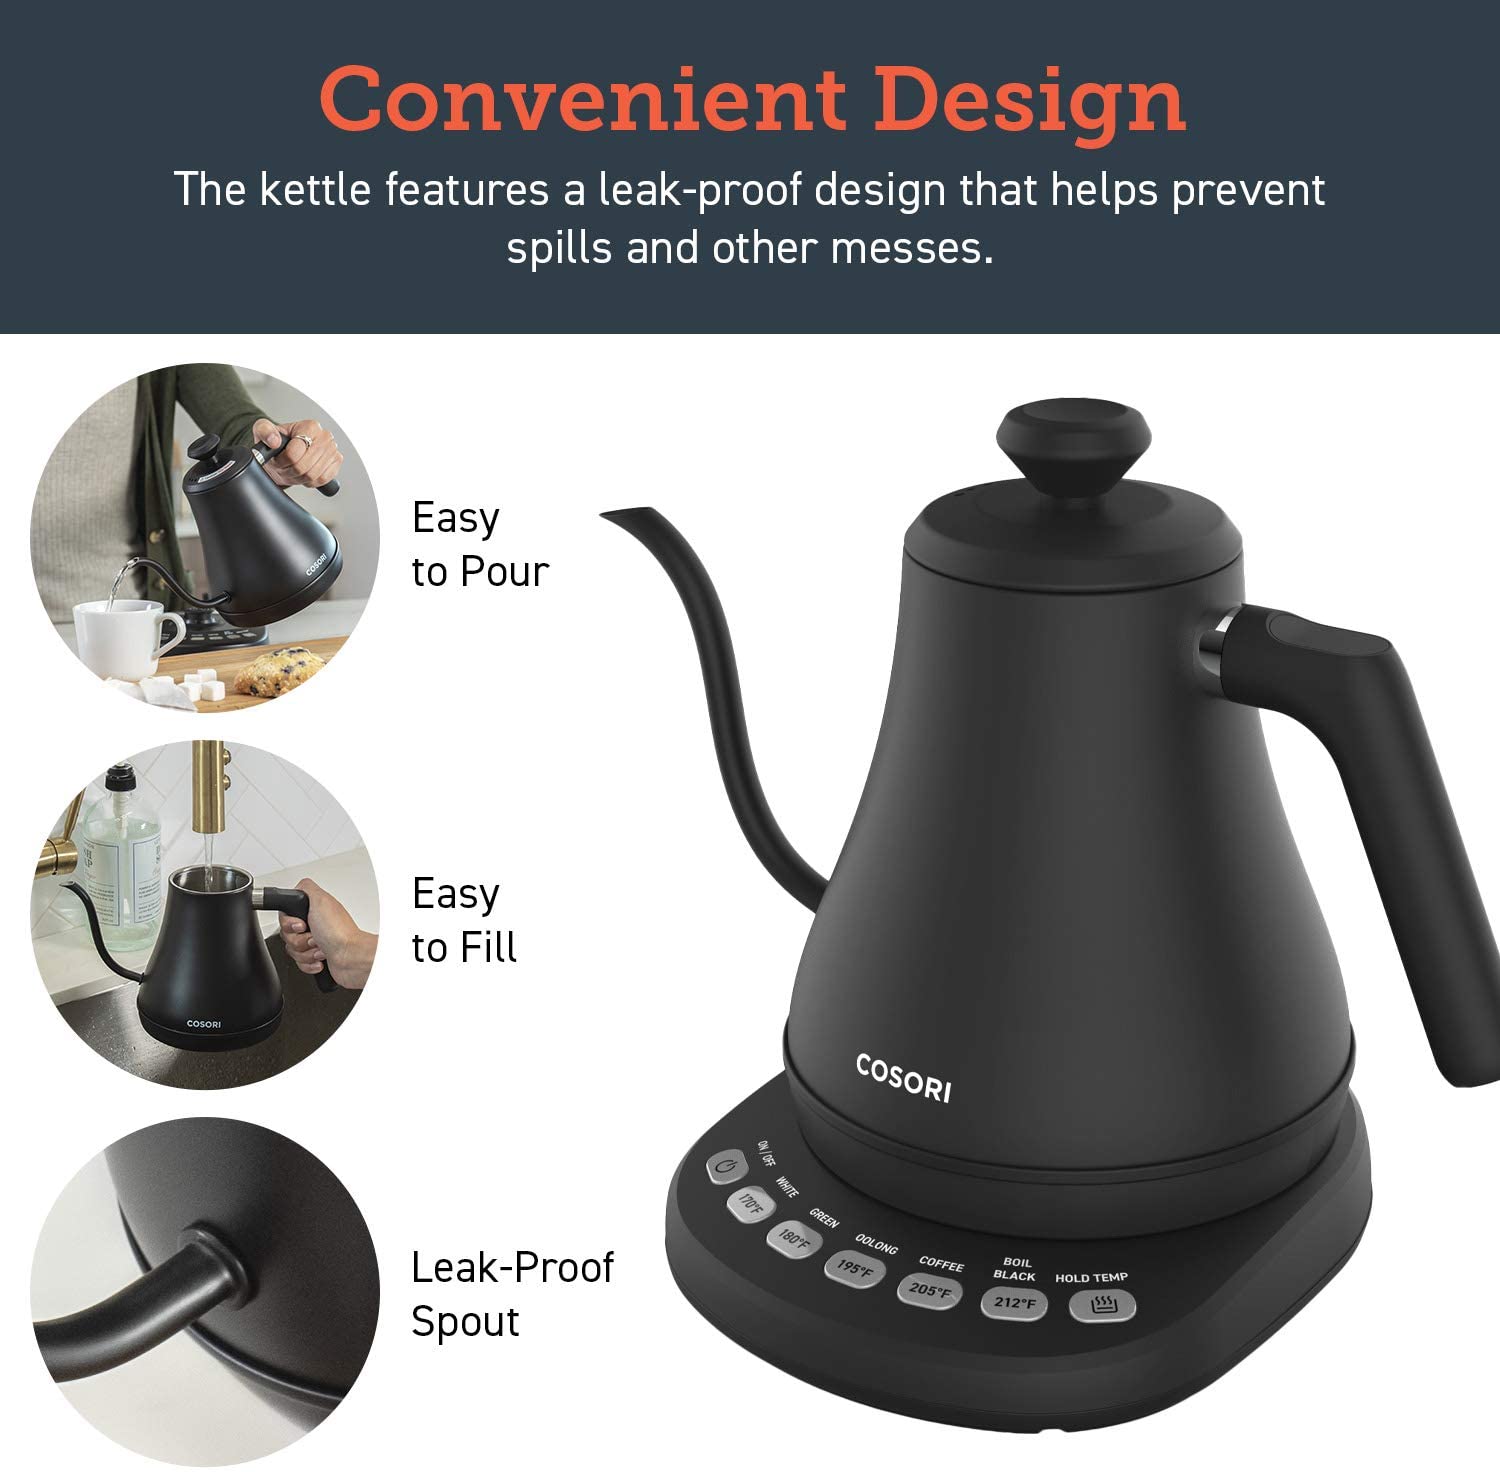 Convenient Design
The kettle features a leak-proof design that helps prevent
spills and other messes.
Easy
to Pour
COSORI
Easy
to Fill
COSORI
Leak-Proof
Spout
COSORI
ON / OFF
WHITE
170°F
GREEN
180°F
OOLONG
195°F
COFFEE
205°F
BOIL
BLACK
212°F
HOLD TEMP